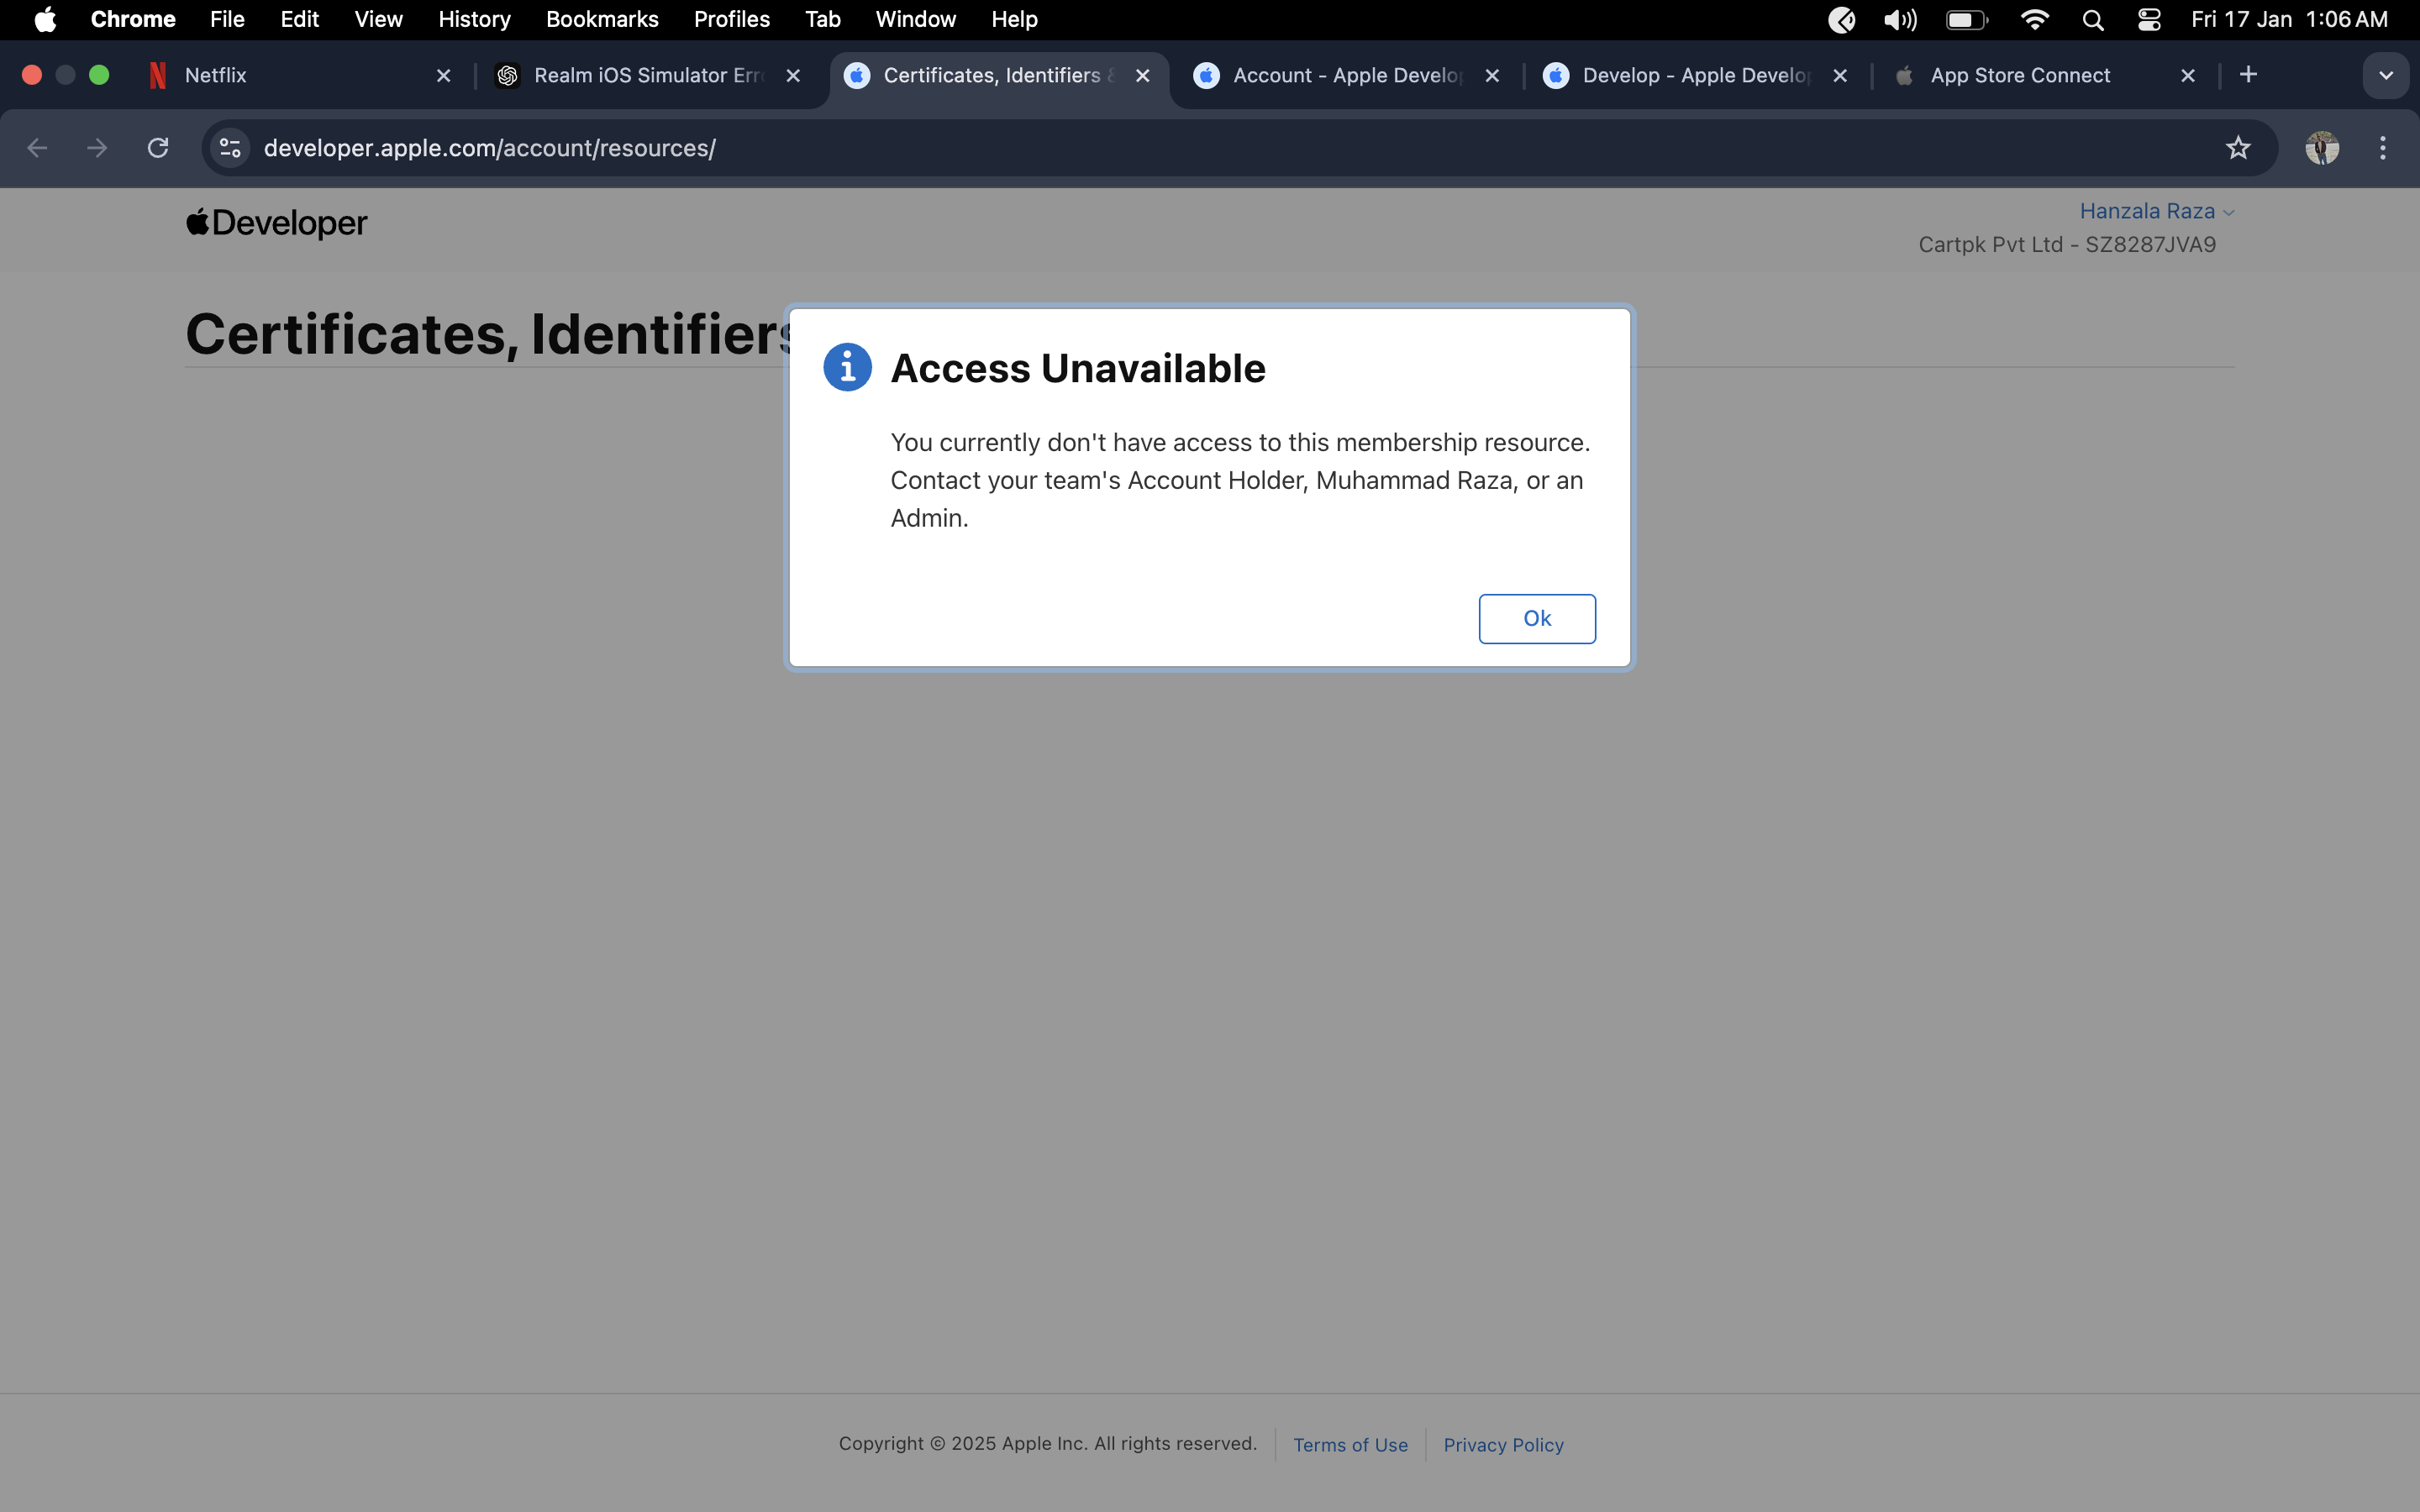 Chrome File Edit View History Bookmarks Profiles Tab Window Help Fri 17 Jan 1:06 AM
Netflix Realm iOS Simulator Erro Certificates, Identifiers & Account - Apple Develop Develop - Apple Develop App Store Connect
developer.apple.com/account/resources/
Developer
Hanzala Raza
Cartpk Pvt Ltd - SZ8287JVA9
Certificates, Identifiers
Access Unavailable
You currently don't have access to this membership resource.
Contact your team's Account Holder, Muhammad Raza, or an
Admin.
Ok
Copyright © 2025 Apple Inc. All rights reserved. Terms of Use Privacy Policy